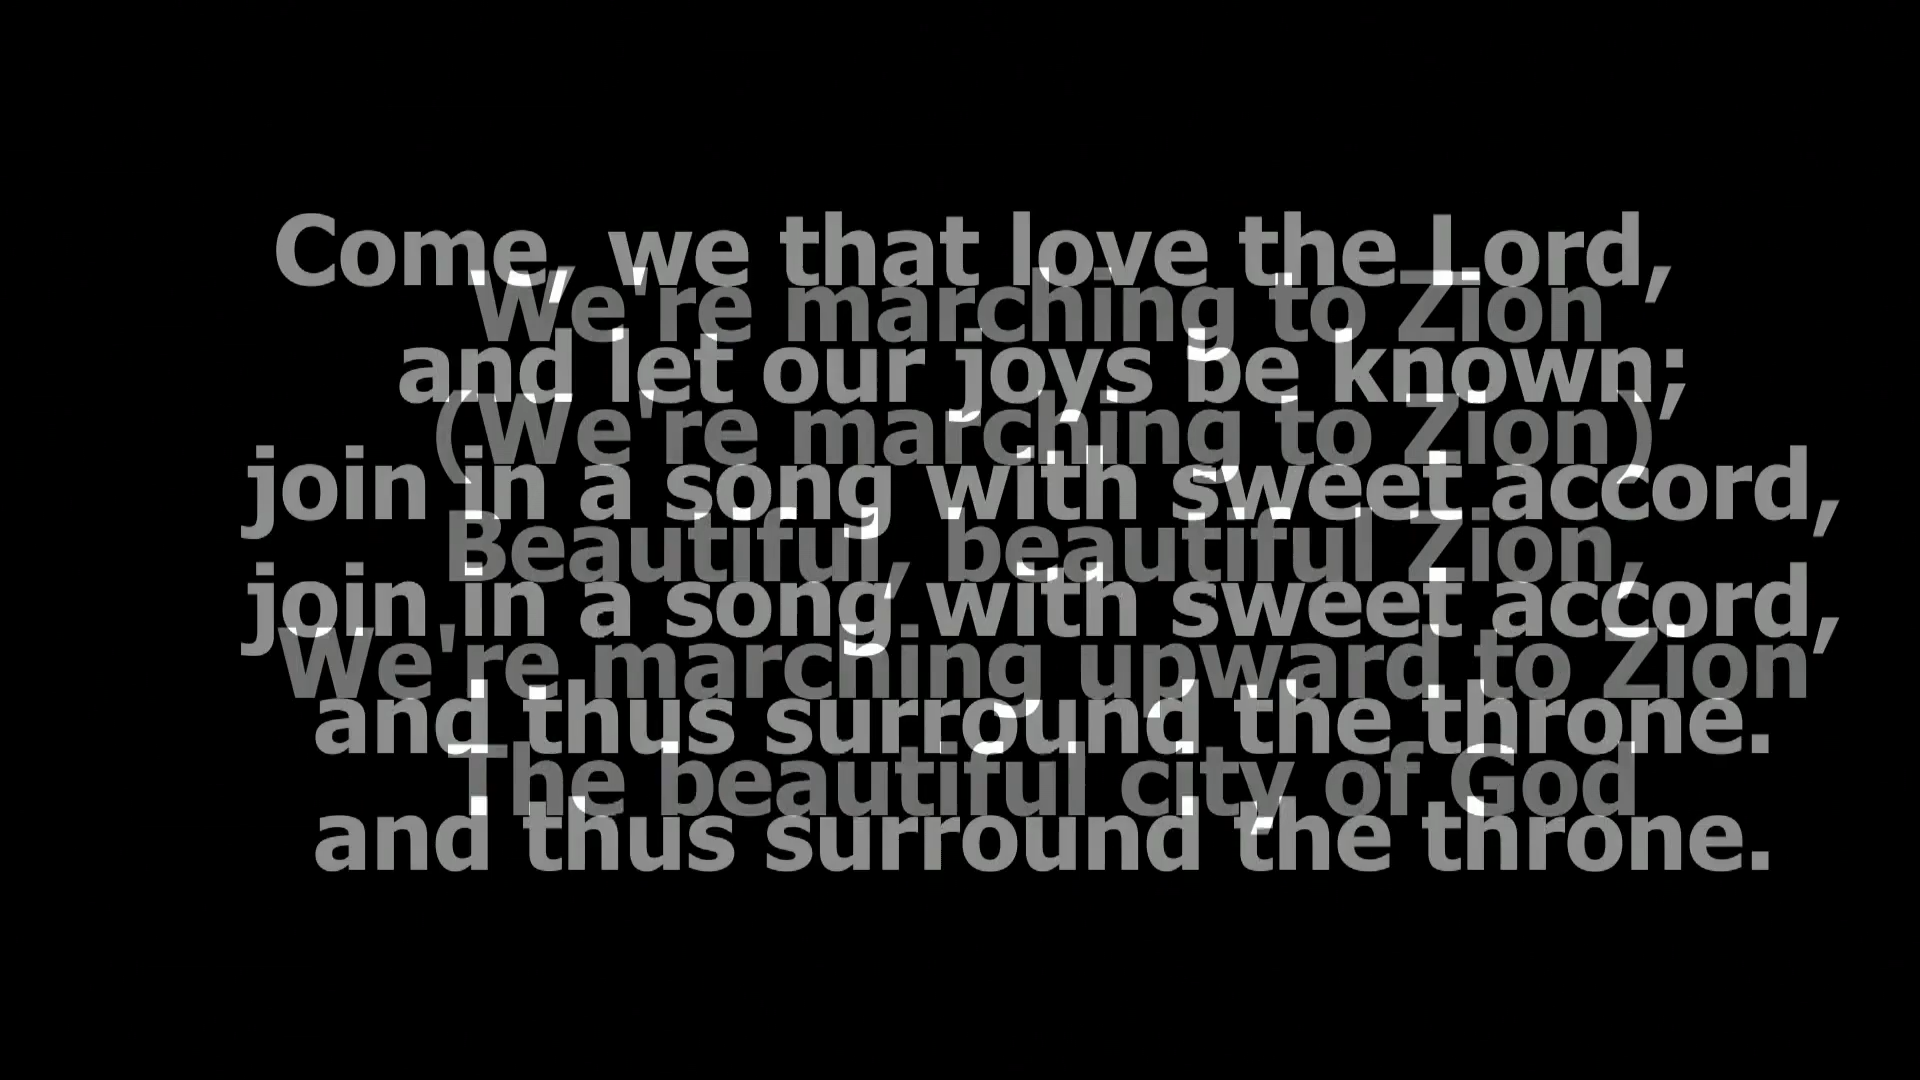 Come, we that love the Lord,
We're marching to Zion
and let our joys be known;
(We're marching to Zion)
join in a song with sweet accord,
Beautiful, beautiful Zion,
join in a song with sweet accord,
We're marching upward to Zion
and thus surround the throne.
The beautiful city of God
and thus surround the throne.